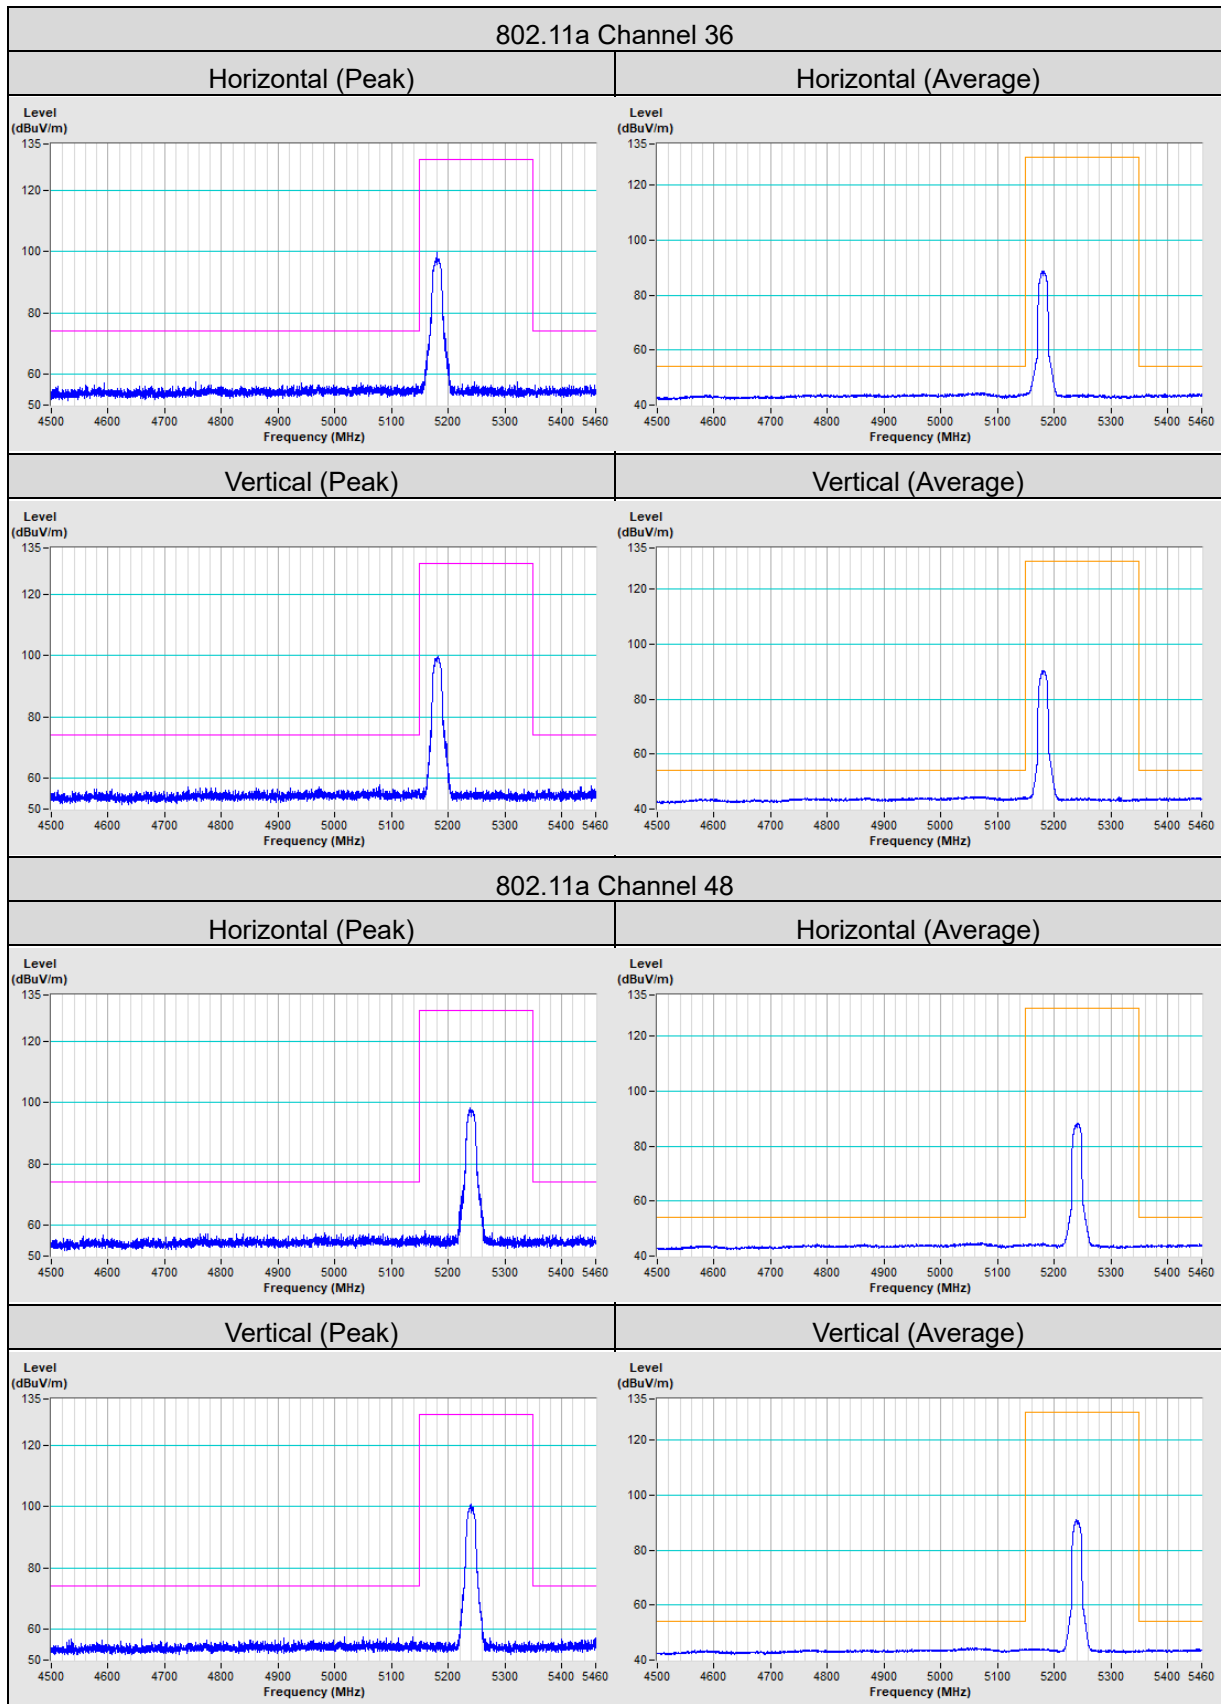 802.11a Channel 36
Horizontal (Peak) Horizontal (Average)
Level Level
(dBuV/m) (dBuV/m)
135 135
120 120
100 100
80 80
60 60
50 40
4500 4600 4700 4800 4900 5000 5100 5200 5300 5400 5460 4500 4600 4700 4800 4900 5000 5100 5200 5300 5400 5460
Frequency (MHz) Frequency (MHz)
Vertical (Peak) Vertical (Average)
Level Level
(dBuV/m) (dBuV/m)
135 135
120 120
100 100
80 80
60 60
50 40
4500 4600 4700 4800 4900 5000 5100 5200 5300 5400 5460 4500 4600 4700 4800 4900 5000 5100 5200 5300 5400 5460
Frequency (MHz) Frequency (MHz)
802.11a Channel 48
Horizontal (Peak) Horizontal (Average)
Level Level
(dBuV/m) (dBuV/m)
135 135
120 120
100 100
80 80
60 60
50 40
4500 4600 4700 4800 4900 5000 5100 5200 5300 5400 5460 4500 4600 4700 4800 4900 5000 5100 5200 5300 5400 5460
Frequency (MHz) Frequency (MHz)
Vertical (Peak) Vertical (Average)
Level Level
(dBuV/m) (dBuV/m)
135 135
120 120
100 100
80 80
60 60
50 40
4500 4600 4700 4800 4900 5000 5100 5200 5300 5400 5460 4500 4600 4700 4800 4900 5000 5100 5200 5300 5400 5460
Frequency (MHz) Frequency (MHz)